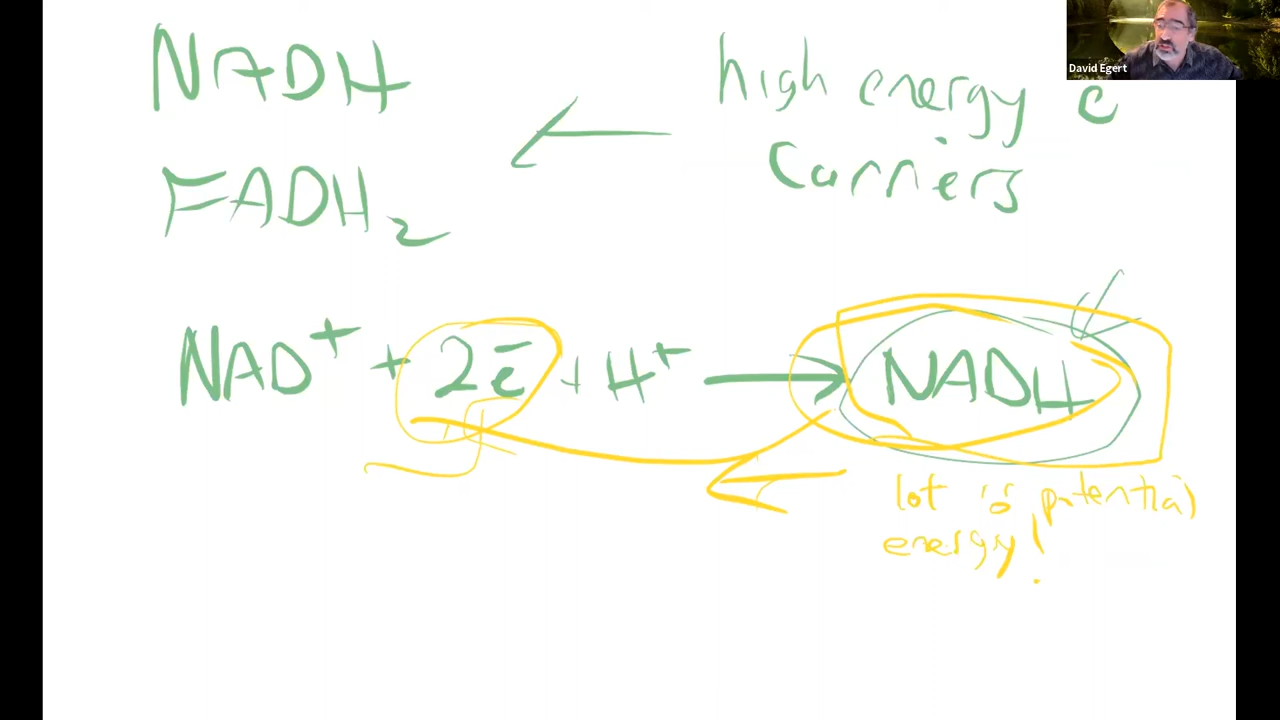 NADH
high energy e
David Egert
carriers
FADH2
NAD+ + 2e- + H+ → NADH
lot of potential
energy!